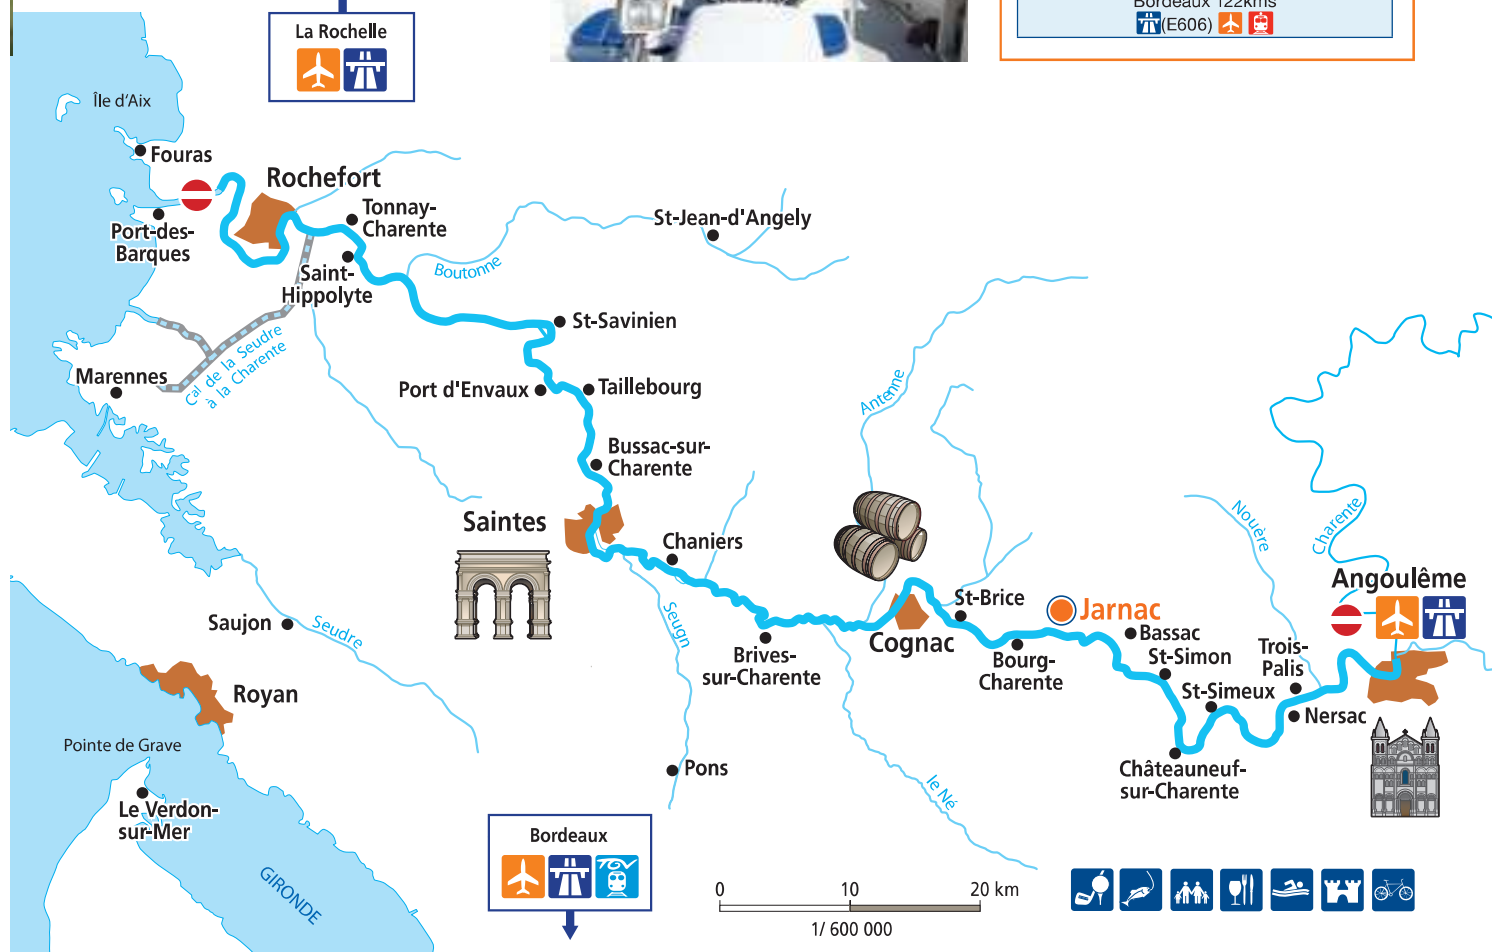 Bordeaux 122kms
(E606)
La Rochelle
Île d'Aix
Fouras
Rochefort
Tonnay-
Charente
Port-des-
Barques
Saint-
Hippolyte
Boutonne
St-Jean-d'Angely
St-Savinien
Cal de la Seudre
à la Charente
Marennes
Port d'Envaux
Taillebourg
Antenne
Bussac-sur-
Charente
Saintes
Chaniers
Nouère
Charente
Angoulême
St-Brice
Jarnac
Cognac
Bassac
St-Simon
Trois-
Palis
Bourg-
Charente
Brives-
sur-Charente
St-Simeux
Nersac
Seugn
Saujon
Seudre
Royan
Pointe de Grave
Pons
Châteauneuf-
sur-Charente
le Né
Le Verdon-
sur-Mer
GIRONDE
Bordeaux
TGV
0 10 20 km
1/ 600 000